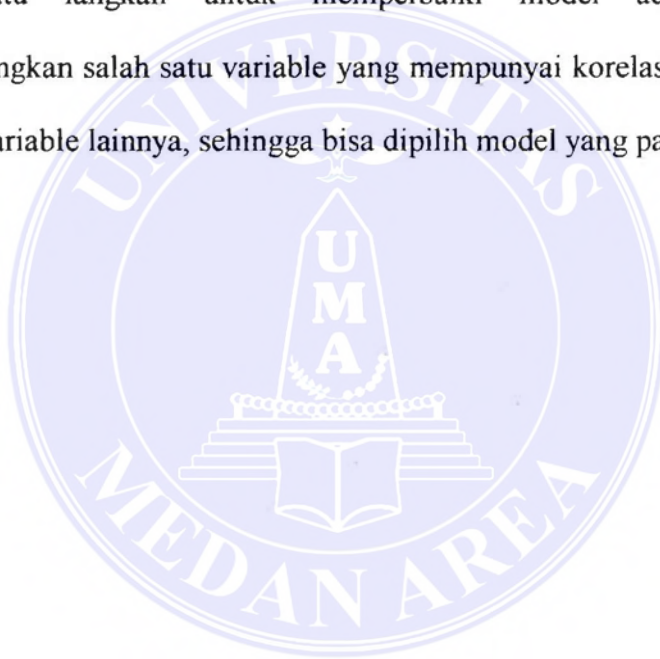 langkah untuk memperbaiki model
ngkan salah satu variable yang mempunyai korelas
ariable lainnya, sehingga bisa dipilih model yang pa
UNIVERSITAS
UMA
MEDAN AREA